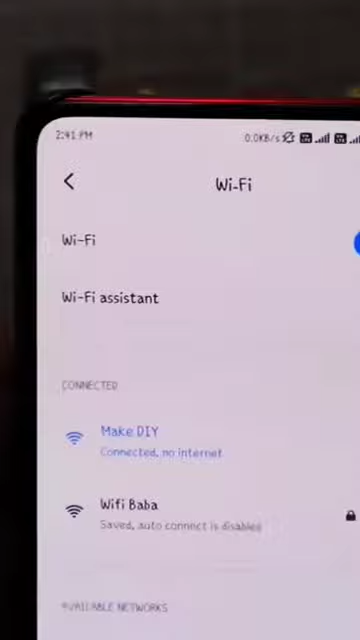 2:41 PM 0.0KB/s
Wi-Fi
Wi-Fi
Wi-Fi assistant
CONNECTED
Make DIY
Connected, no internet
Wifi Baba
Saved, auto connect is disabled
AVAILABLE NETWORKS